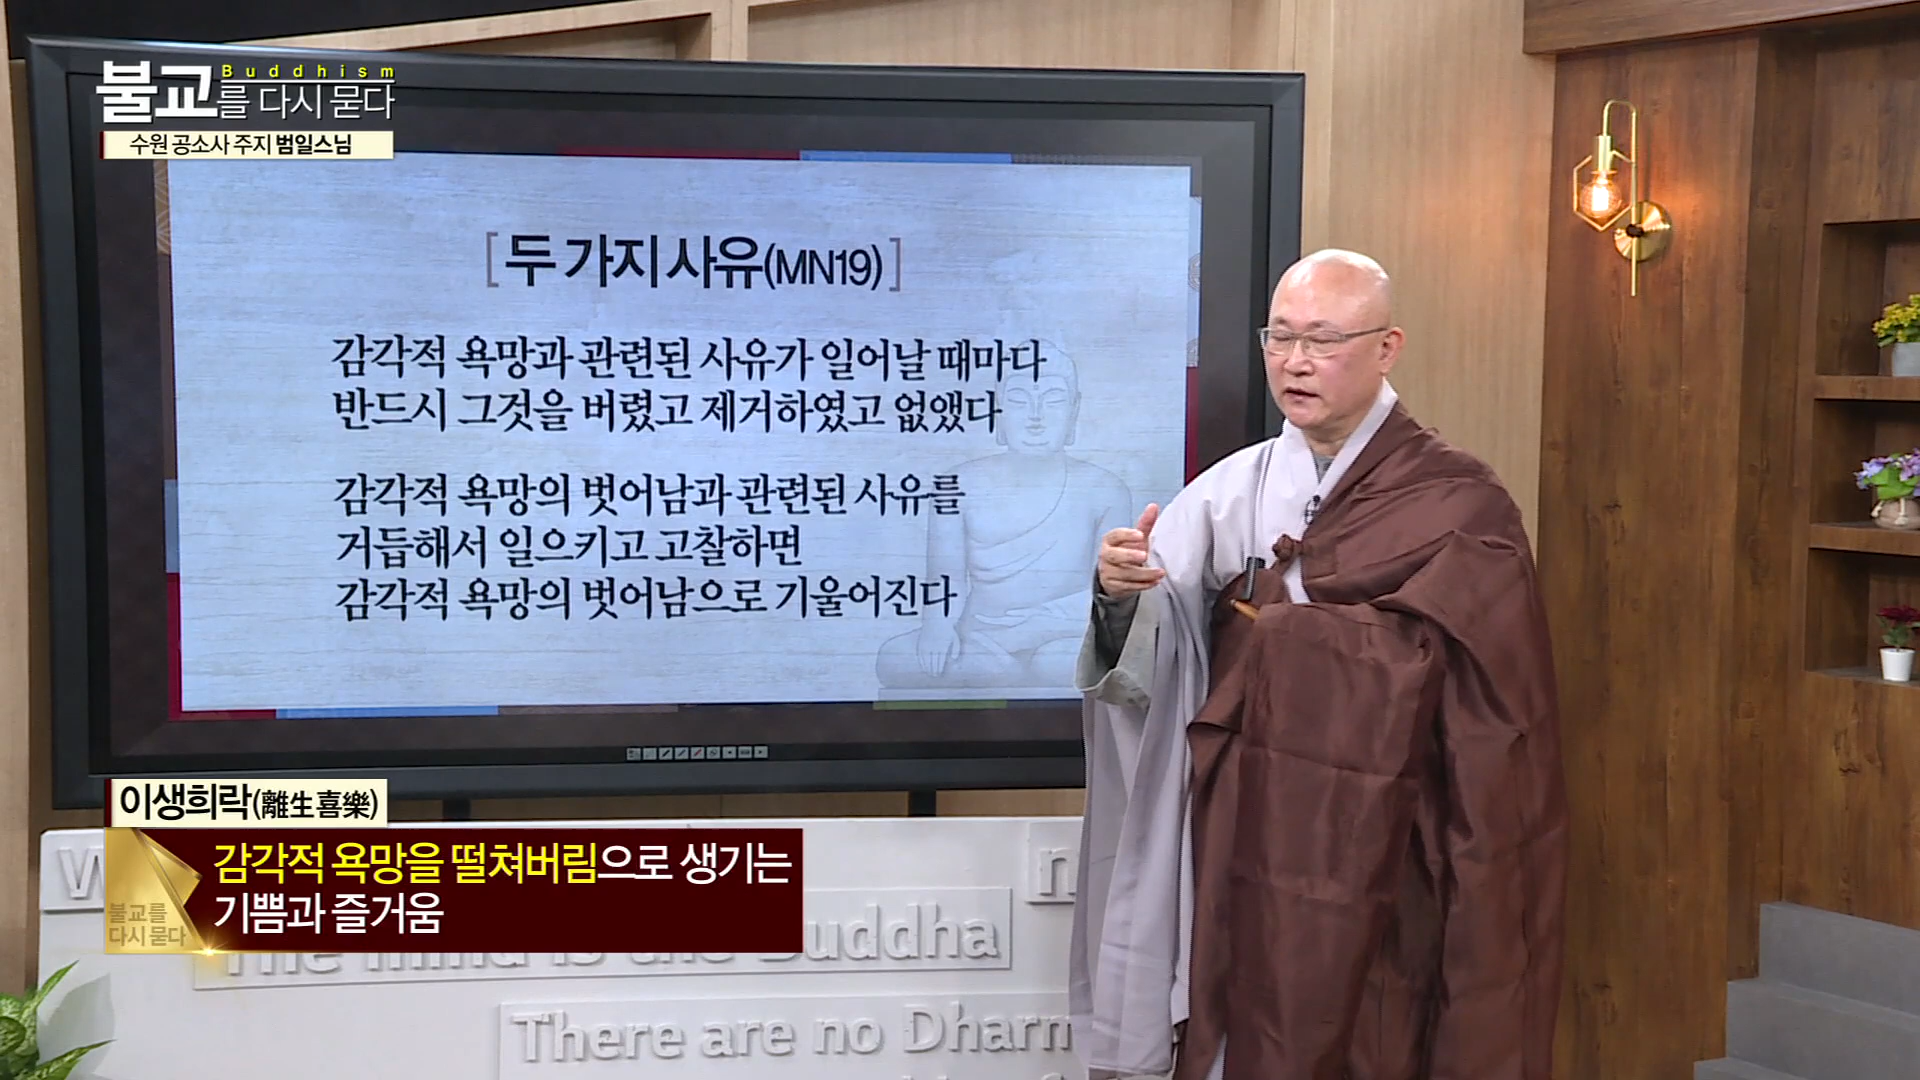 Buddhism
불교를 다시 묻다
수원 공소사 주지 범일스님
[두 가지 사유(MN19)]
감각적 욕망과 관련된 사유가 일어날 때마다
반드시 그것을 버렸고 제거하였고 없앴다
감각적 욕망의 벗어남과 관련된 사유를
거듭해서 일으키고 고찰하면
감각적 욕망의 벗어남으로 기울어진다
이생희락(離生喜樂)
감각적 욕망을 떨쳐버림으로 생기는
기쁨과 즐거움
불교를
다시 묻다
The mind is the Buddha
There are no Dharm